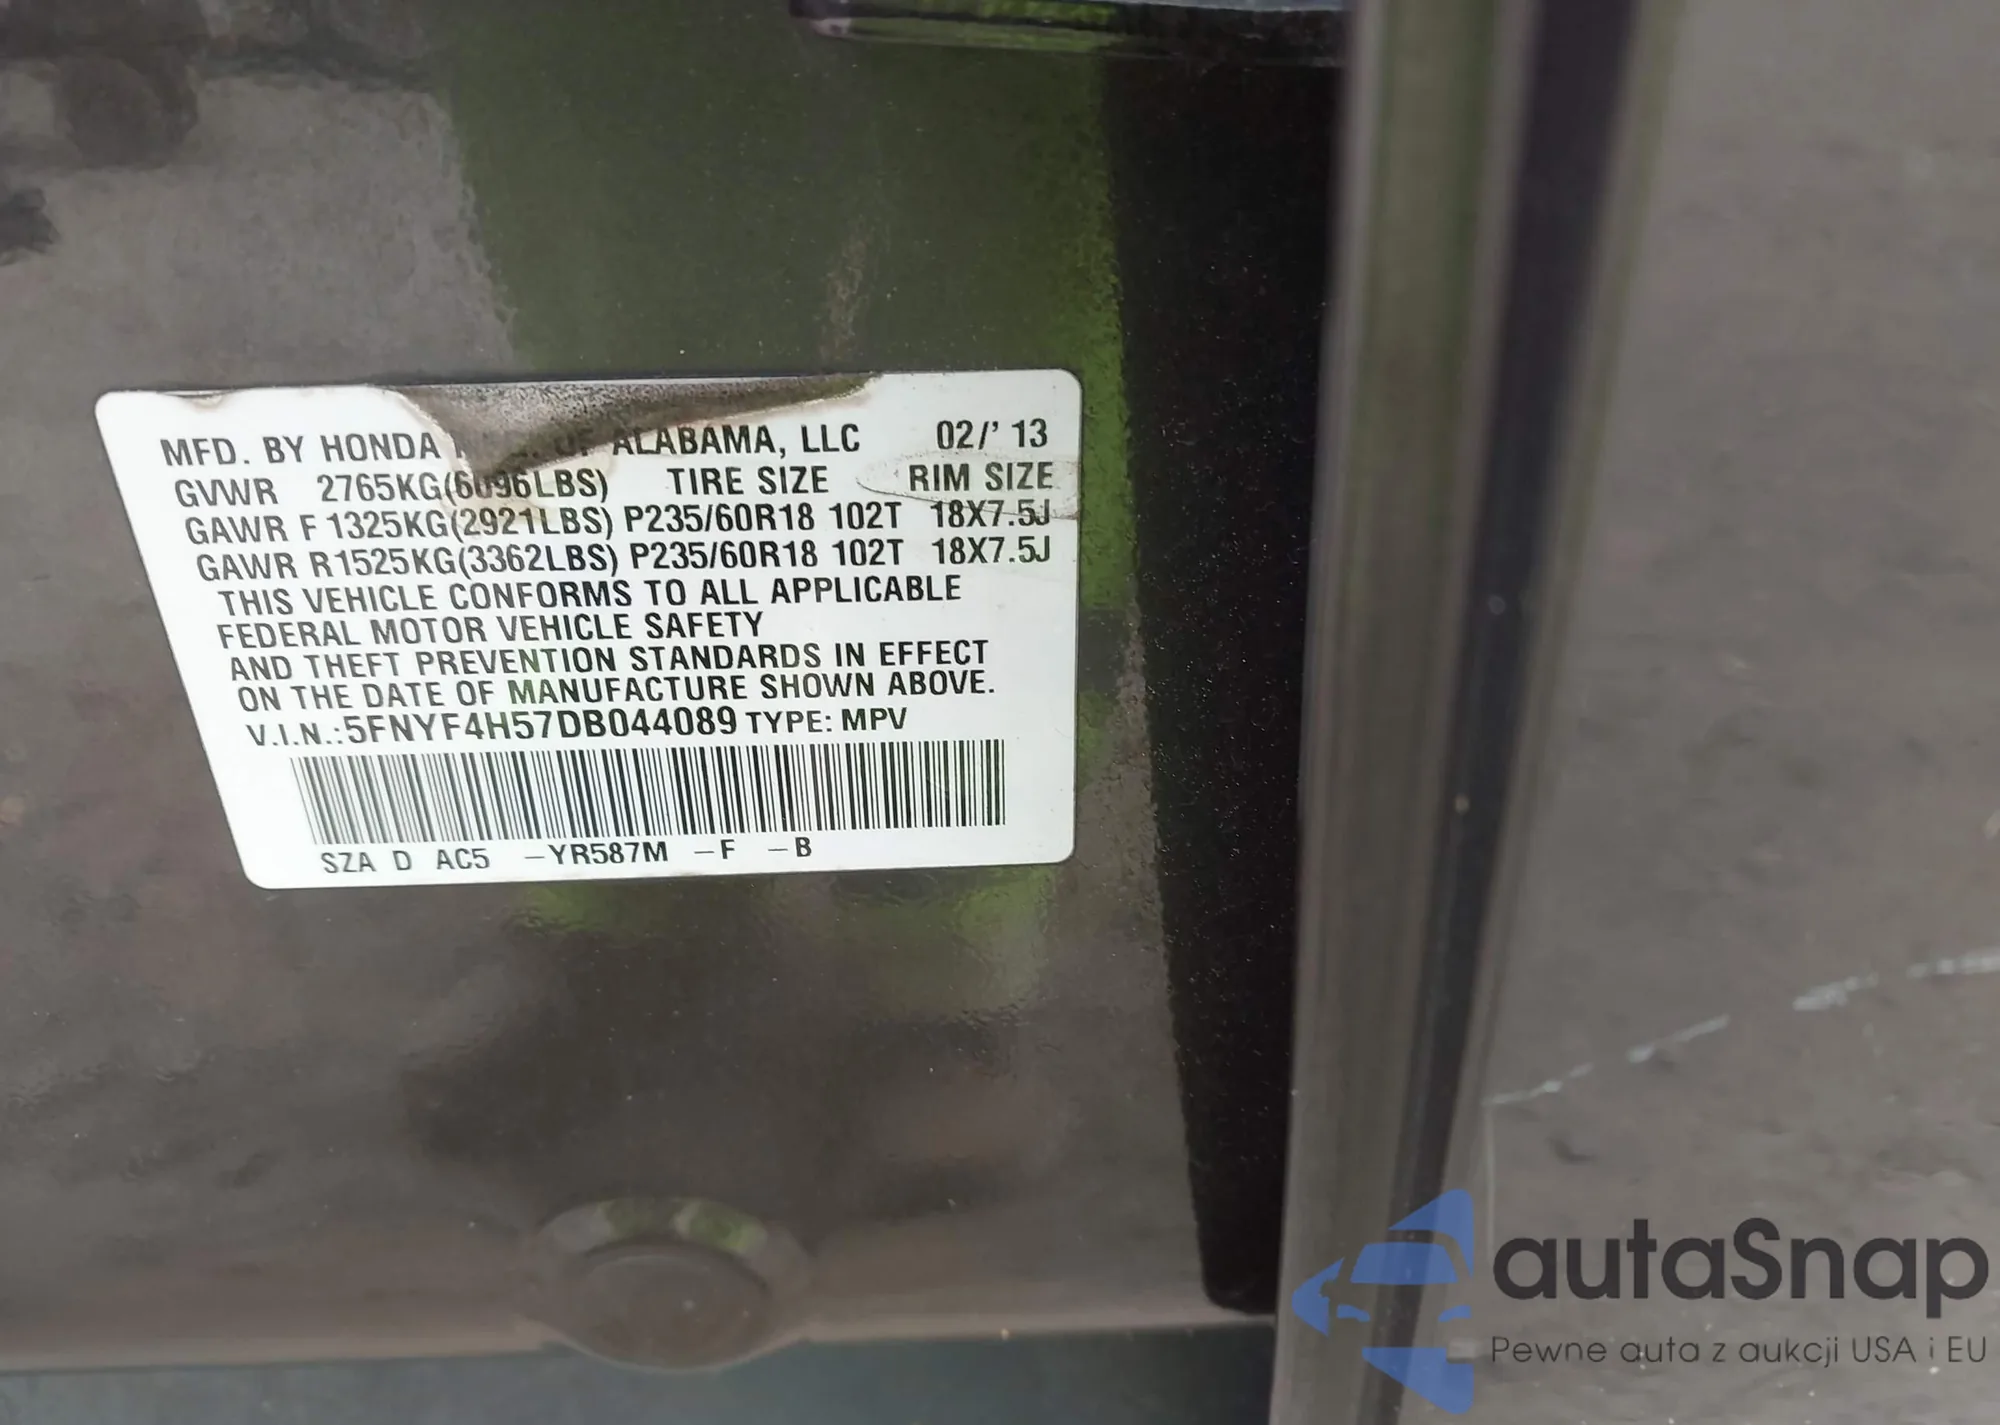 MFD. BY HONDA OF ALABAMA, LLC 02/' 13
GVWR 2765KG(6096LBS) TIRE SIZE RIM SIZE
GAWR F 1325KG(2921LBS) P235/60R18 102T 18X7.5J
GAWR R1525KG(3362LBS) P235/60R18 102T 18X7.5J
THIS VEHICLE CONFORMS TO ALL APPLICABLE
FEDERAL MOTOR VEHICLE SAFETY
AND THEFT PREVENTION STANDARDS IN EFFECT
ON THE DATE OF MANUFACTURE SHOWN ABOVE.
V.I.N.:5FNYF4H57DB044089 TYPE: MPV
SZA D AC5 –YR587M –F –B
autaSnap
Pewne auta z aukcji USA i EU